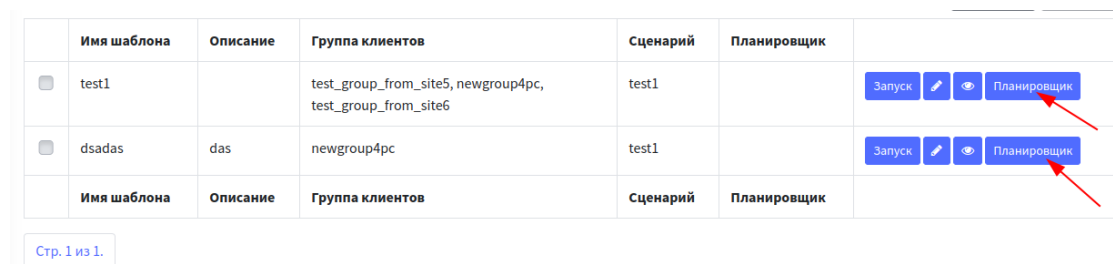 Имя шаблона Описание Группа клиентов Сценарий Планировщик
test1 test_group_from_site5, newgroup4pc, test1 Запуск Планировщик
test_group_from_site6
dsadas das newgroup4pc test1 Запуск Планировщик
Имя шаблона Описание Группа клиентов Сценарий Планировщик
Стр. 1 из 1.